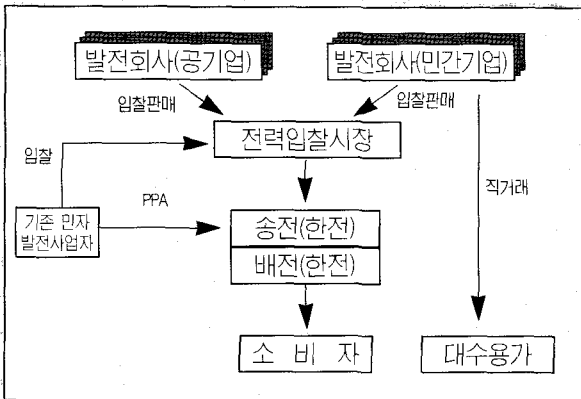 발전회사(공기업)
발전회사(민간기업)
입찰판매
입찰판매
전력입찰시장
입찰
직거래
PPA
기존 민자
발전사업자
송전(한전)
배전(한전)
소 비 자
대수용가